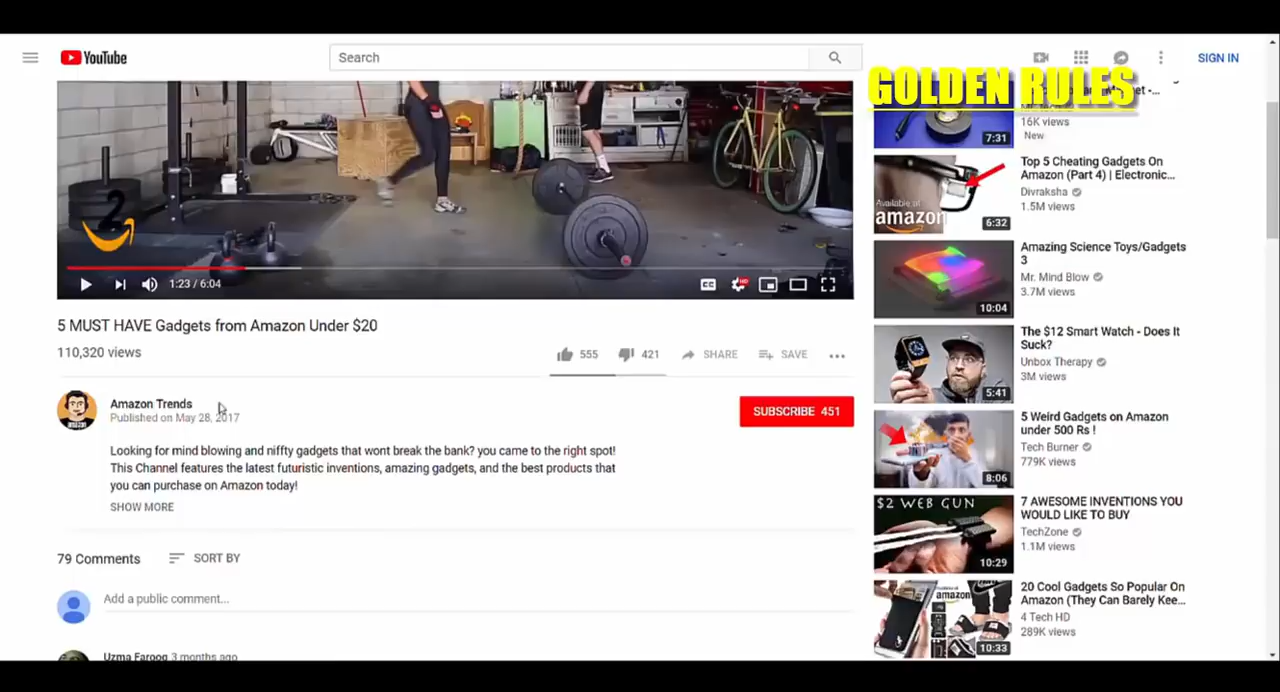 YouTube
Search
SIGN IN
GOLDEN RULES
16K views
New
7:31
2
1:23 / 6:04
CC
HD
5 MUST HAVE Gadgets from Amazon Under $20
110,320 views
555
421
SHARE
SAVE
Amazon Trends
Published on May 28, 2017
SUBSCRIBE 451
Looking for mind blowing and niffty gadgets that wont break the bank? you came to the right spot!
This Channel features the latest futuristic inventions, amazing gadgets, and the best products that
you can purchase on Amazon today!
SHOW MORE
79 Comments
SORT BY
Add a public comment...
Uzma Farooq 3 months ago
Available at
amazon
6:32
Top 5 Cheating Gadgets On
Amazon (Part 4) | Electronic...
Divraksha
1.5M views
10:04
Amazing Science Toys/Gadgets
3
Mr. Mind Blow
3.7M views
5:41
The $12 Smart Watch - Does It
Suck?
Unbox Therapy
3M views
8:06
5 Weird Gadgets on Amazon
under 500 Rs !
Tech Burner
779K views
$2 WEB GUN
10:29
7 AWESOME INVENTIONS YOU
WOULD LIKE TO BUY
TechZone
1.1M views
amazon
10:33
20 Cool Gadgets So Popular On
Amazon (They Can Barely Kee...
4 Tech HD
289K views